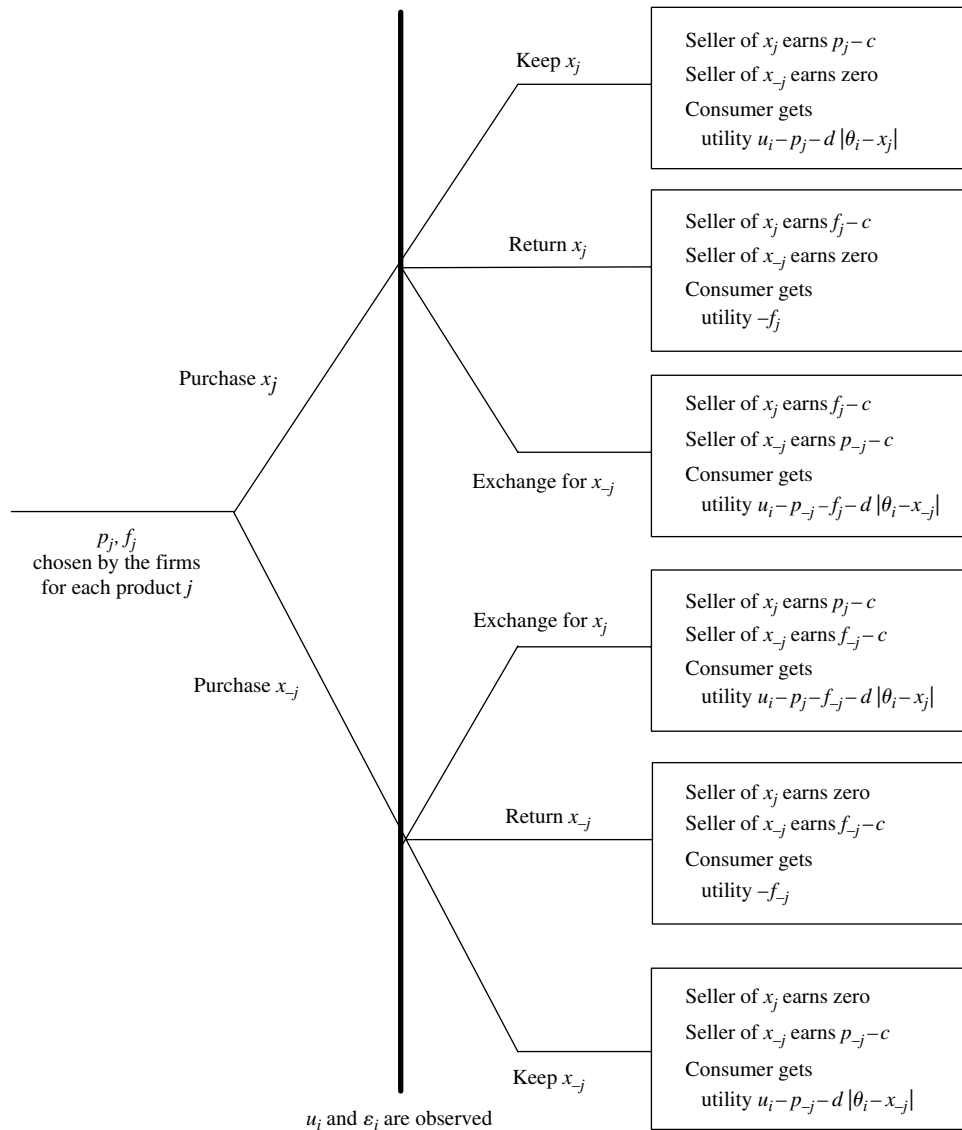 Keep x_j
Seller of x_j earns p_j – c
Seller of x_–j earns zero
Consumer gets
utility u_i – p_j – d |θ_i – x_j|
Return x_j
Seller of x_j earns f_j – c
Seller of x_–j earns zero
Consumer gets
utility –f_j
Purchase x_j
Exchange for x_–j
Seller of x_j earns f_j – c
Seller of x_–j earns p_–j – c
Consumer gets
utility u_i – p_–j – f_j – d |θ_i – x_–j|
p_j, f_j
chosen by the firms
for each product j
Exchange for x_j
Seller of x_j earns p_j – c
Seller of x_–j earns f_–j – c
Consumer gets
utility u_i – p_j – f_–j – d |θ_i – x_j|
Purchase x_–j
Return x_–j
Seller of x_j earns zero
Seller of x_–j earns f_–j – c
Consumer gets
utility –f_–j
Keep x_–j
Seller of x_j earns zero
Seller of x_–j earns p_–j – c
Consumer gets
utility u_i – p_–j – d |θ_i – x_–j|
u_i and ε_i are observed